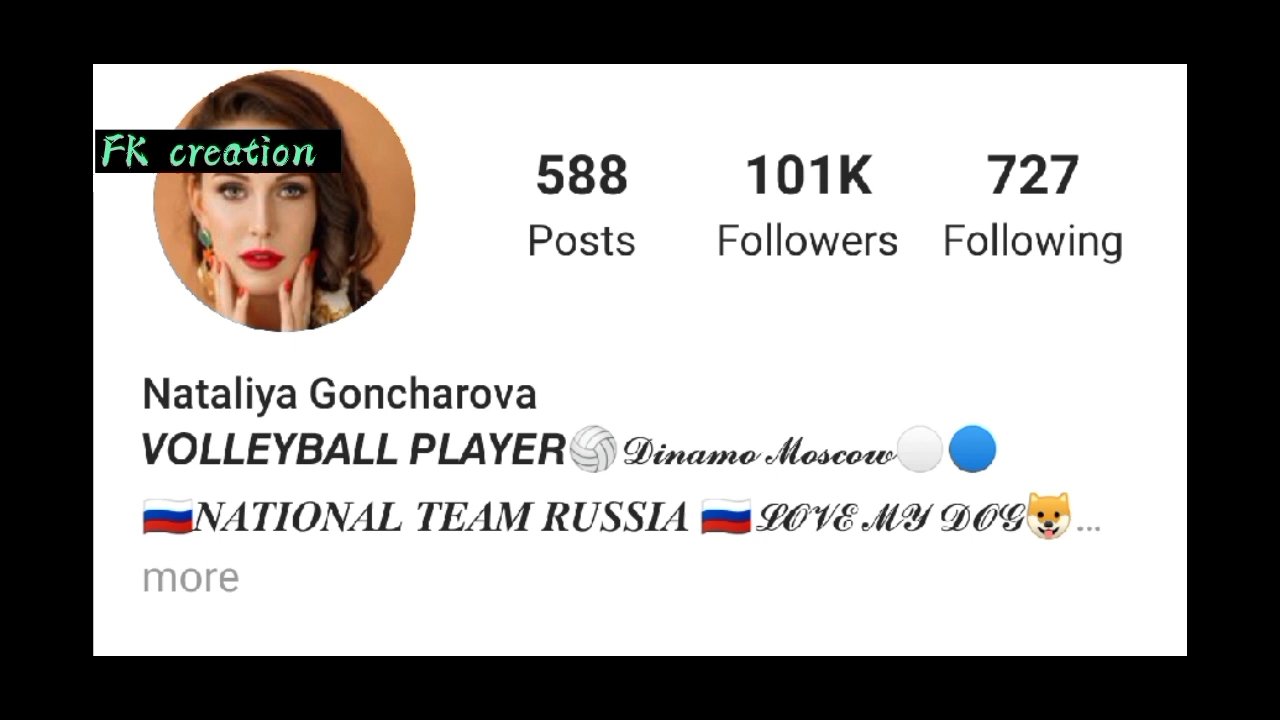 FK creation
588 101K 727
Posts Followers Following
Nataliya Goncharova
VOLLEYBALL PLAYER🏐𝒟𝒾𝓃𝒶𝓂𝑜 ℳ𝑜𝓈𝒸𝑜𝓌⚪🔵
🇷🇺NATIONAL TEAM RUSSIA 🇷🇺ℒ𝒪𝒱ℰ ℳ𝒴 𝒟𝒪𝒢🐶...
more